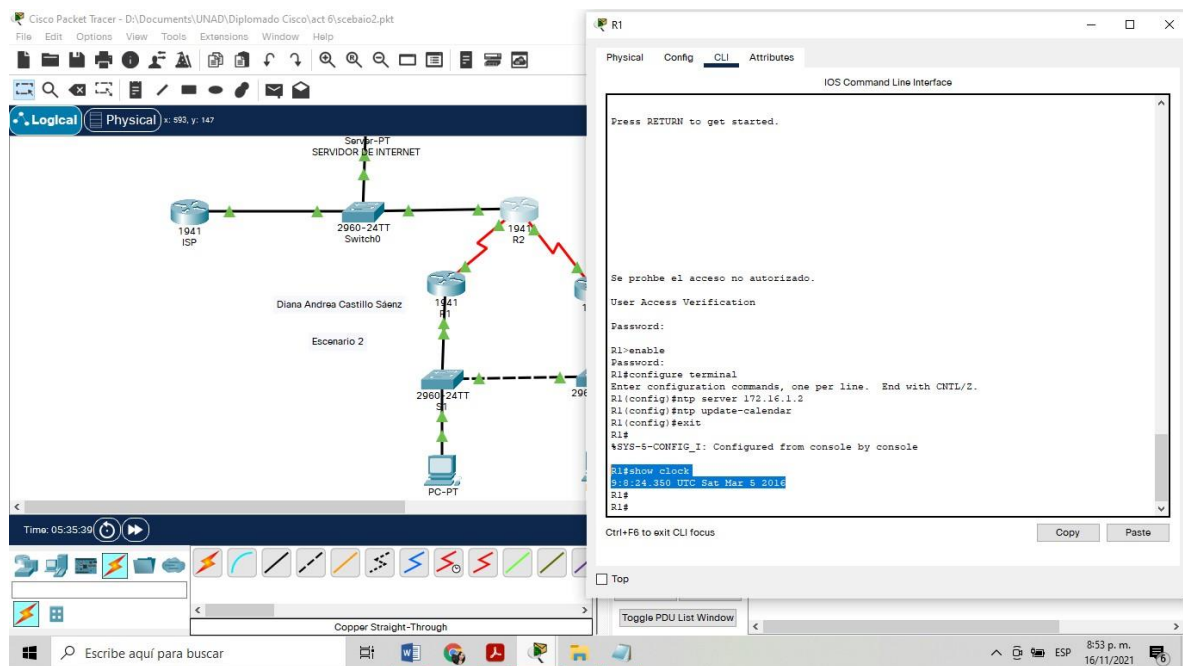 Cisco Packet Tracer - D:\Documents\UNAD\Diplomado Cisco\act 6\scebaio2.pkt
File Edit Options View Tools Extensions Window Help
Logical
Physical
x: 593, y: 147
Server-PT
SERVIDOR DE INTERNET
1941
ISP
2960-24TT
Switch0
1941
R2
Diana Andrea Castillo Sáenz
1941
R1
1
Escenario 2
2960-24TT
S1
296
PC-PT
Time: 05:35:39
Copper Straight-Through
R1
Physical Config CLI Attributes
IOS Command Line Interface
Press RETURN to get started.
Se prohbe el acceso no autorizado.
User Access Verification
Password:
R1>enable
Password:
R1#configure terminal
Enter configuration commands, one per line. End with CNTL/Z.
R1(config)#ntp server 172.16.1.2
R1(config)#ntp update-calendar
R1(config)#exit
R1#
%SYS-5-CONFIG_I: Configured from console by console
R1#show clock
9:8:24.350 UTC Sat Mar 5 2016
R1#
R1#
Ctrl+F6 to exit CLI focus
Copy
Paste
Top
Toggle PDU List Window
Escribe aquí para buscar
ESP
8:53 p. m.
16/11/2021
6